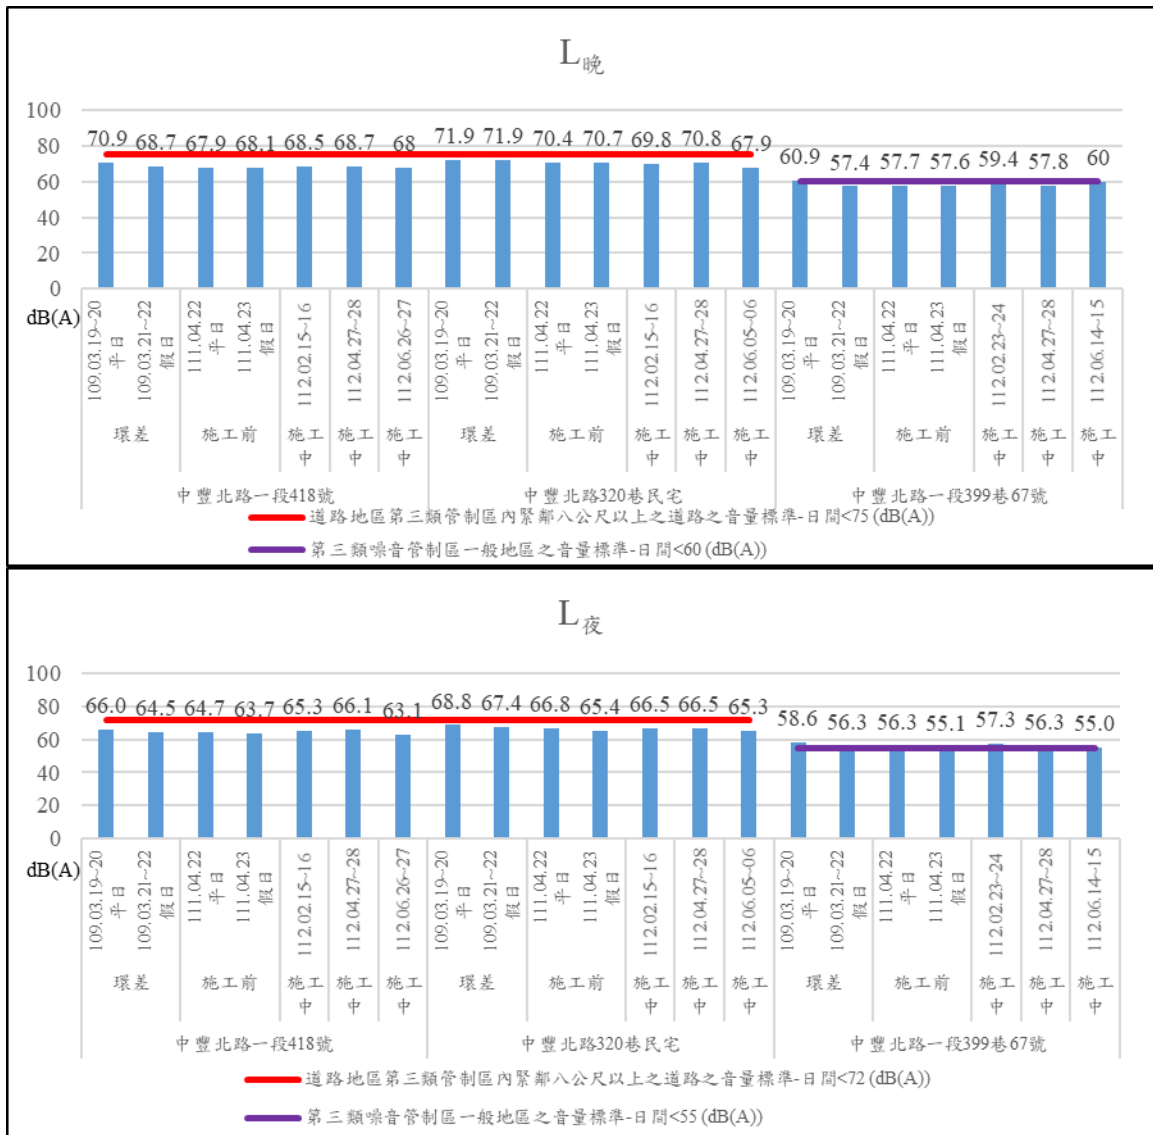 L晚
100
80
60
40
20
0
dB(A)
70.9 68.7 67.9 68.1 68.5 68.7 68 71.9 71.9 70.4 70.7 69.8 70.8 67.9 60.9 57.4 57.7 57.6 59.4 57.8 60
109.03.19~20 平日
109.03.21~22 假日
111.04.22 平日
111.04.23 假日
112.02.15~16
112.04.27~28
112.06.26~27
109.03.19~20 平日
109.03.21~22 假日
111.04.22 平日
111.04.23 假日
112.02.15~16
112.04.27~28
112.06.05~06
109.03.19~20 平日
109.03.21~22 假日
111.04.22 平日
111.04.23 假日
112.02.23~24
112.04.27~28
112.06.14~15
環差 施工前 施工中 施工中 施工中 環差 施工前 施工中 施工中 施工中 環差 施工前 施工中 施工中 施工中
中豐北路一段418號 中豐北路320巷民宅 中豐北路一段399巷67號
道路地區第三類管制區內緊鄰八公尺以上之道路之音量標準-日間<75 (dB(A))
第三類噪音管制區一般地區之音量標準-日間<60 (dB(A))
L夜
100
80
60
40
20
0
dB(A)
66.0 64.5 64.7 63.7 65.3 66.1 63.1 68.8 67.4 66.8 65.4 66.5 66.5 65.3 58.6 56.3 56.3 55.1 57.3 56.3 55.0
109.03.19~20 平日
109.03.21~22 假日
111.04.22 平日
111.04.23 假日
112.02.15~16
112.04.27~28
112.06.26~27
109.03.19~20 平日
109.03.21~22 假日
111.04.22 平日
111.04.23 假日
112.02.15~16
112.04.27~28
112.06.05~06
109.03.19~20 平日
109.03.21~22 假日
111.04.22 平日
111.04.23 假日
112.02.23~24
112.04.27~28
112.06.14~15
環差 施工前 施工中 施工中 施工中 環差 施工前 施工中 施工中 施工中 環差 施工前 施工中 施工中 施工中
中豐北路一段418號 中豐北路320巷民宅 中豐北路一段399巷67號
道路地區第三類管制區內緊鄰八公尺以上之道路之音量標準-日間<72 (dB(A))
第三類噪音管制區一般地區之音量標準-日間<55 (dB(A))